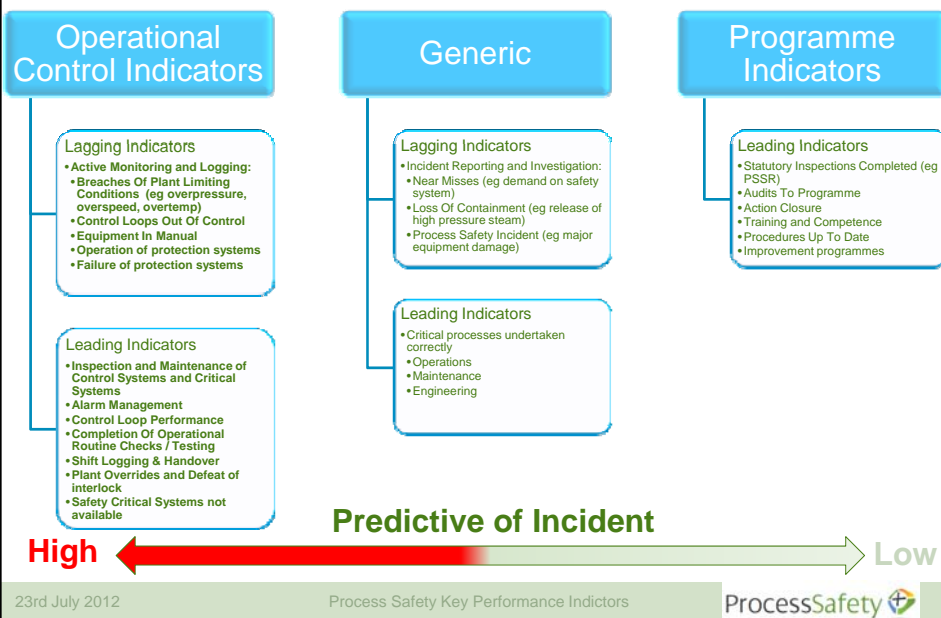 Operational
Control Indicators
Lagging Indicators
•Active Monitoring and Logging:
•Breaches Of Plant Limiting
Conditions (eg overpressure,
overspeed, overtemp)
•Control Loops Out Of Control
•Equipment In Manual
•Operation of protection systems
•Failure of protection systems
Leading Indicators
•Inspection and Maintenance of
Control Systems and Critical
Systems
•Alarm Management
•Control Loop Performance
•Completion Of Operational
Routine Checks / Testing
•Shift Logging & Handover
•Plant Overrides and Defeat of
interlock
•Safety Critical Systems not
available
Generic
Lagging Indicators
•Incident Reporting and Investigation:
•Near Misses (eg demand on safety
system)
•Loss Of Containment (eg release of
high pressure steam)
•Process Safety Incident (eg major
equipment damage)
Leading Indicators
•Critical processes undertaken
correctly
•Operations
•Maintenance
•Engineering
Programme
Indicators
Leading Indicators
•Statutory Inspections Completed (eg
PSSR)
•Audits To Programme
•Action Closure
•Training and Competence
•Procedures Up To Date
•Improvement programmes
Predictive of Incident
High
Low
23rd July 2012
Process Safety Key Performance Indictors
ProcessSafety